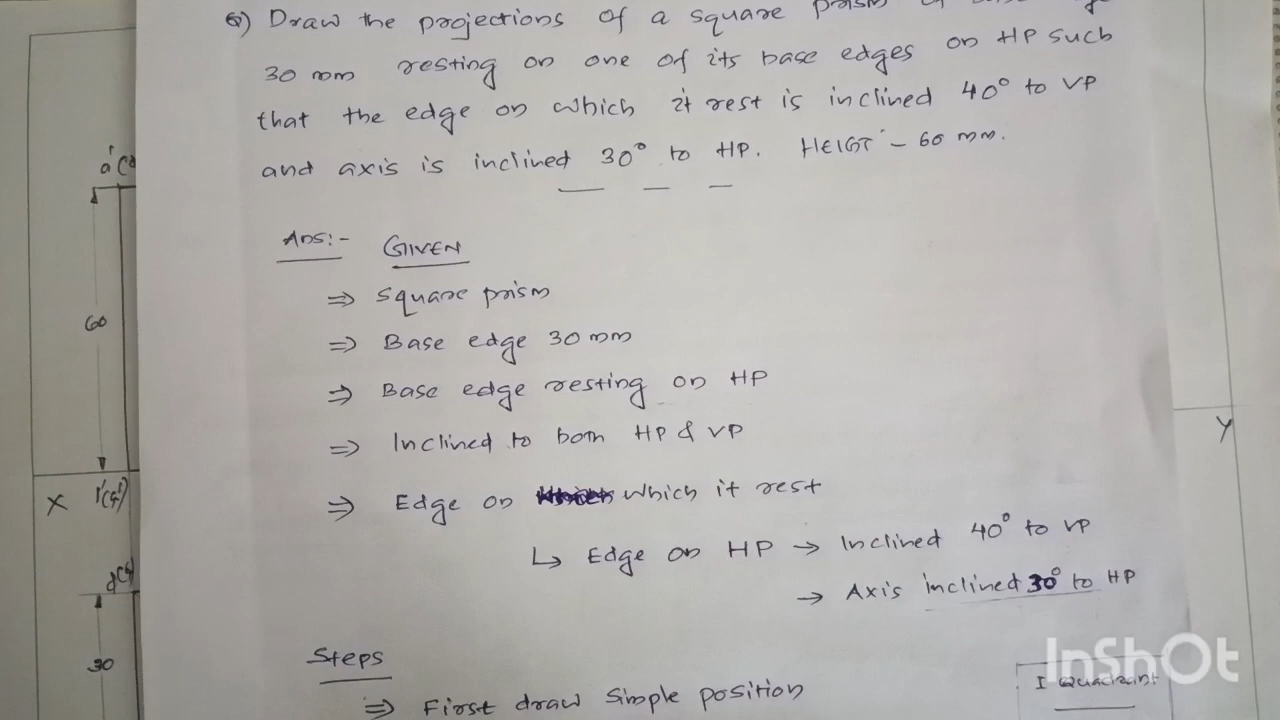 Q) Draw the projections of a square prism
30 mm resting on one of its base edges on HP such
that the edge on which it rest is inclined 40° to VP
and axis is inclined 30° to HP. HEIGT - 60 mm.
Ans:- GIVEN
⇒ square prism
⇒ Base edge 30 mm
⇒ Base edge resting on HP
⇒ Inclined to both HP & VP
⇒ Edge on which it rest
↳ Edge on HP → Inclined 40° to VP
→ Axis inclined 30° to HP
Steps
⇒ First draw simple position
I Quadrant
InShOt
60
X
Y
30